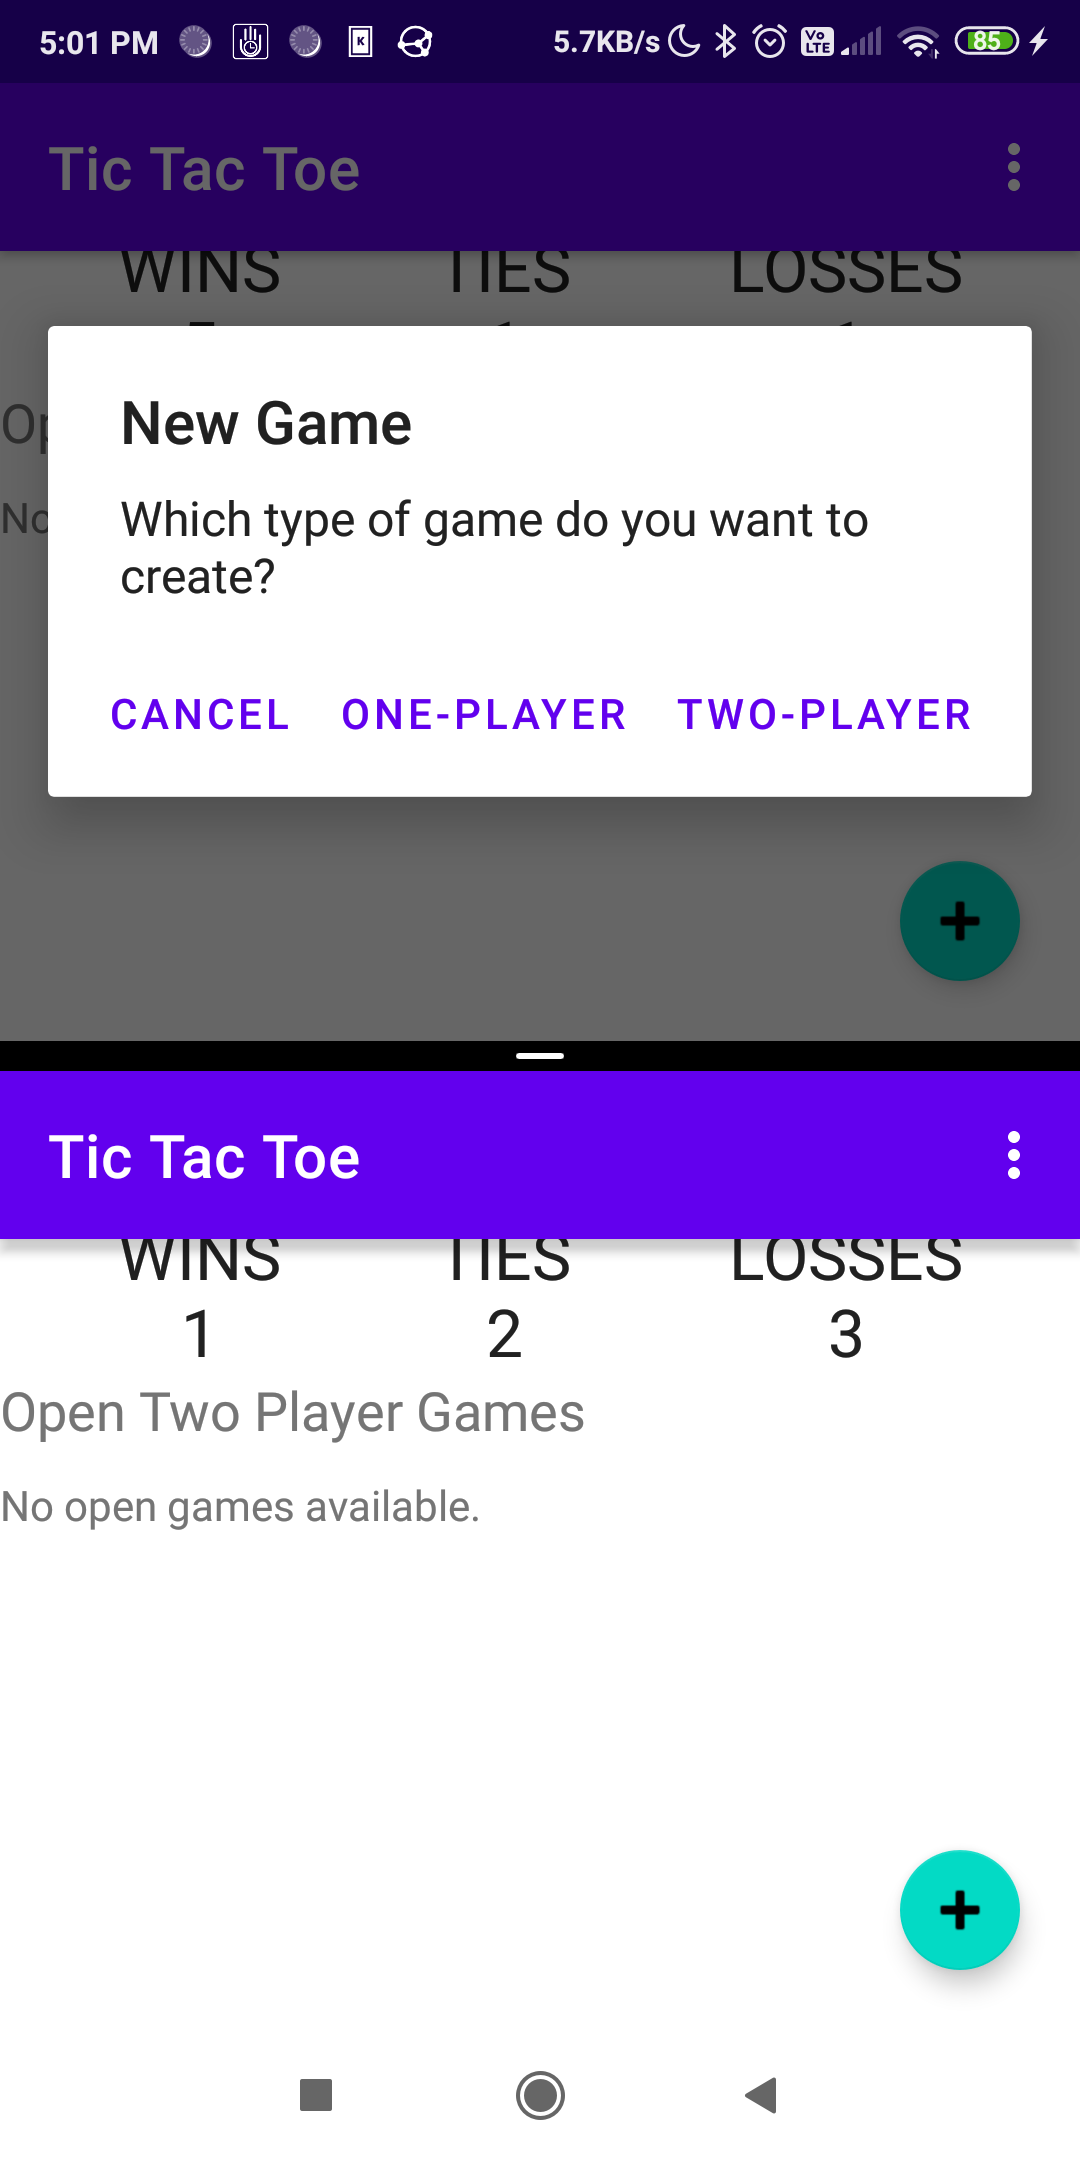 5:01 PM 5.7KB/s Vo LTE 85
Tic Tac Toe
WINS TIES LOSSES
New Game
Which type of game do you want to
create?
CANCEL ONE-PLAYER TWO-PLAYER
Tic Tac Toe
WINS TIES LOSSES
1 2 3
Open Two Player Games
No open games available.